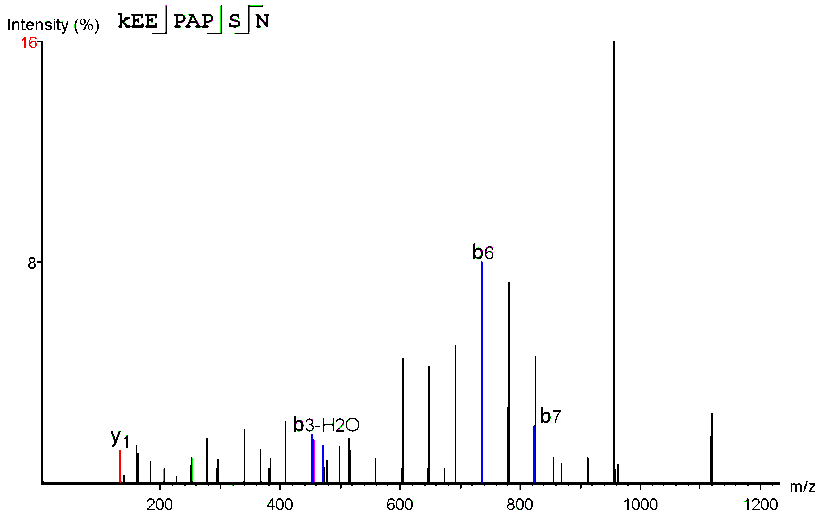 Intensity (%) kEE PAP S N
16
b6
8
b7
b3-H2O
y1
m/z
200 400 600 800 1000 1200